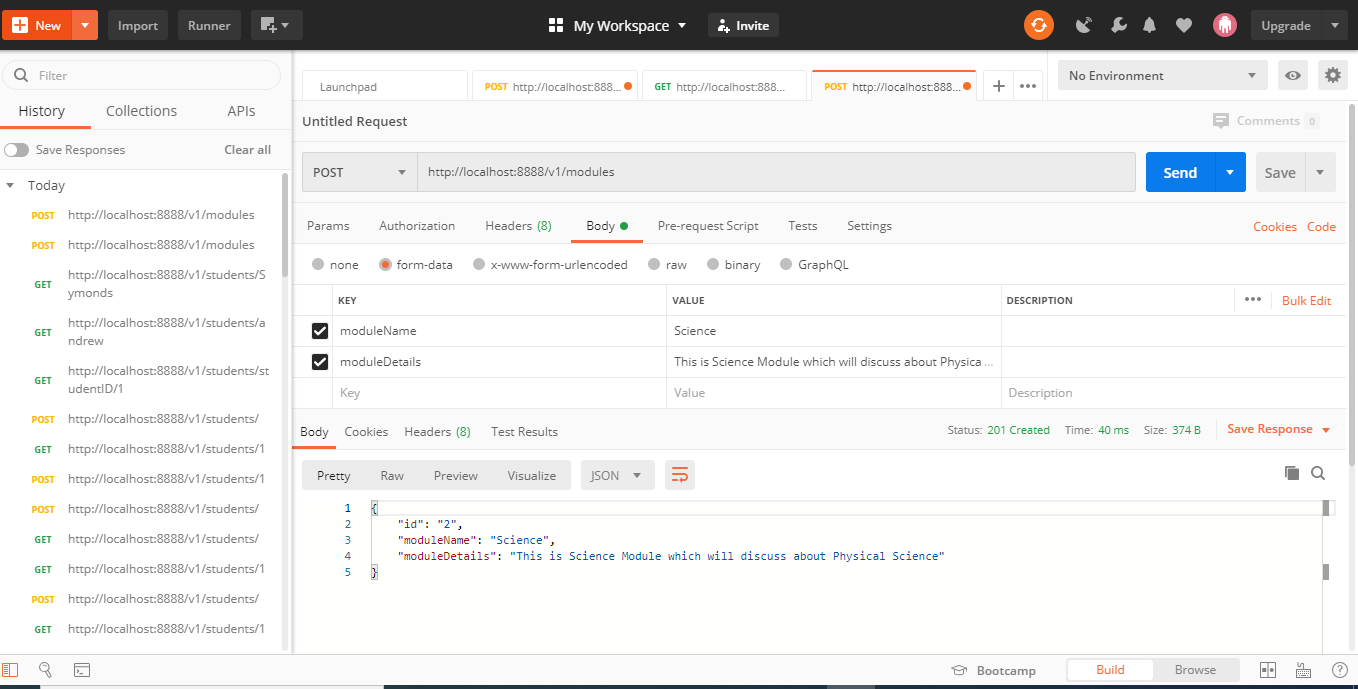 New Import Runner My Workspace Invite Upgrade
Filter
History Collections APIs
Save Responses Clear all
Today
POST http://localhost:8888/v1/modules
POST http://localhost:8888/v1/modules
GET http://localhost:8888/v1/students/S
ymonds
GET http://localhost:8888/v1/students/a
ndrew
GET http://localhost:8888/v1/students/st
udentID/1
POST http://localhost:8888/v1/students/
GET http://localhost:8888/v1/students/1
POST http://localhost:8888/v1/students/1
POST http://localhost:8888/v1/students/
GET http://localhost:8888/v1/students/
GET http://localhost:8888/v1/students/1
POST http://localhost:8888/v1/students/
GET http://localhost:8888/v1/students/1
Launchpad POST http://localhost:888... GET http://localhost:888... POST http://localhost:888... + ••• No Environment
Untitled Request Comments 0
POST http://localhost:8888/v1/modules Send Save
Params Authorization Headers (8) Body Pre-request Script Tests Settings Cookies Code
none form-data x-www-form-urlencoded raw binary GraphQL
KEY VALUE DESCRIPTION ••• Bulk Edit
moduleName Science
moduleDetails This is Science Module which will discuss about Physica ...
Key Value Description
Body Cookies Headers (8) Test Results Status: 201 Created Time: 40 ms Size: 374 B Save Response
Pretty Raw Preview Visualize JSON
1 {
2 "id": "2",
3 "moduleName": "Science",
4 "moduleDetails": "This is Science Module which will discuss about Physical Science"
5 }
Bootcamp Build Browse ?